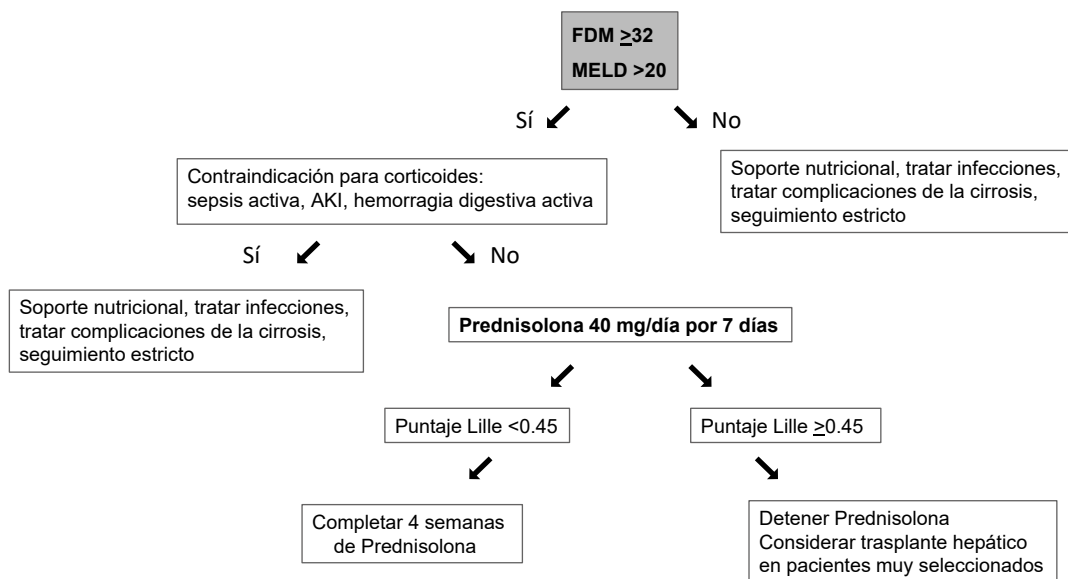 FDM ≥32
MELD >20
Sí
No
Contraindicación para corticoides:
sepsis activa, AKI, hemorragia digestiva activa
Soporte nutricional, tratar infecciones,
tratar complicaciones de la cirrosis,
seguimiento estricto
Sí
No
Soporte nutricional, tratar infecciones,
tratar complicaciones de la cirrosis,
seguimiento estricto
Prednisolona 40 mg/día por 7 días
Puntaje Lille <0.45
Puntaje Lille ≥0.45
Completar 4 semanas
de Prednisolona
Detener Prednisolona
Considerar trasplante hepático
en pacientes muy seleccionados